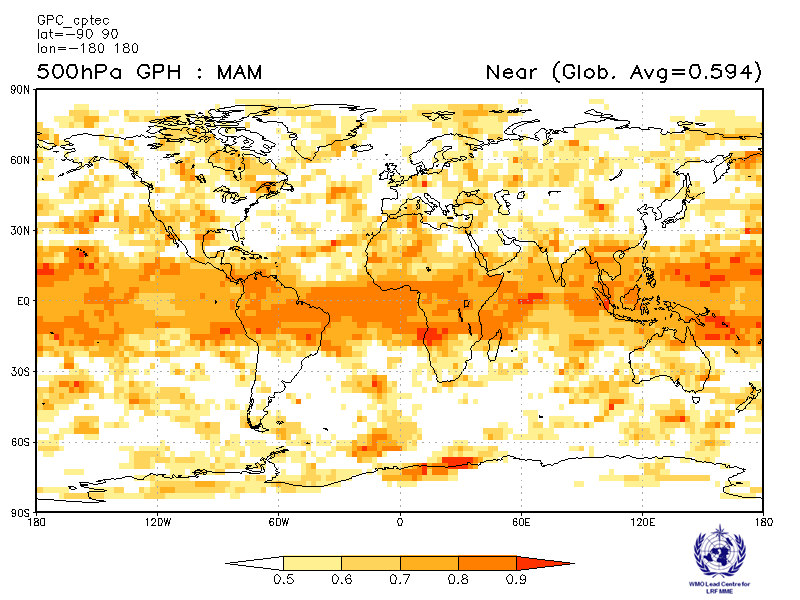 GPC_cptec
lat=−90 90
lon=−180 180
500hPa GPH : MAM Near (Glob. Avg=0.594)
90N
60N
30N
EQ
30S
60S
90S
180 120W 60W 0 60E 120E 180
0.5 0.6 0.7 0.8 0.9
WMO Lead Centre for
LRF MME